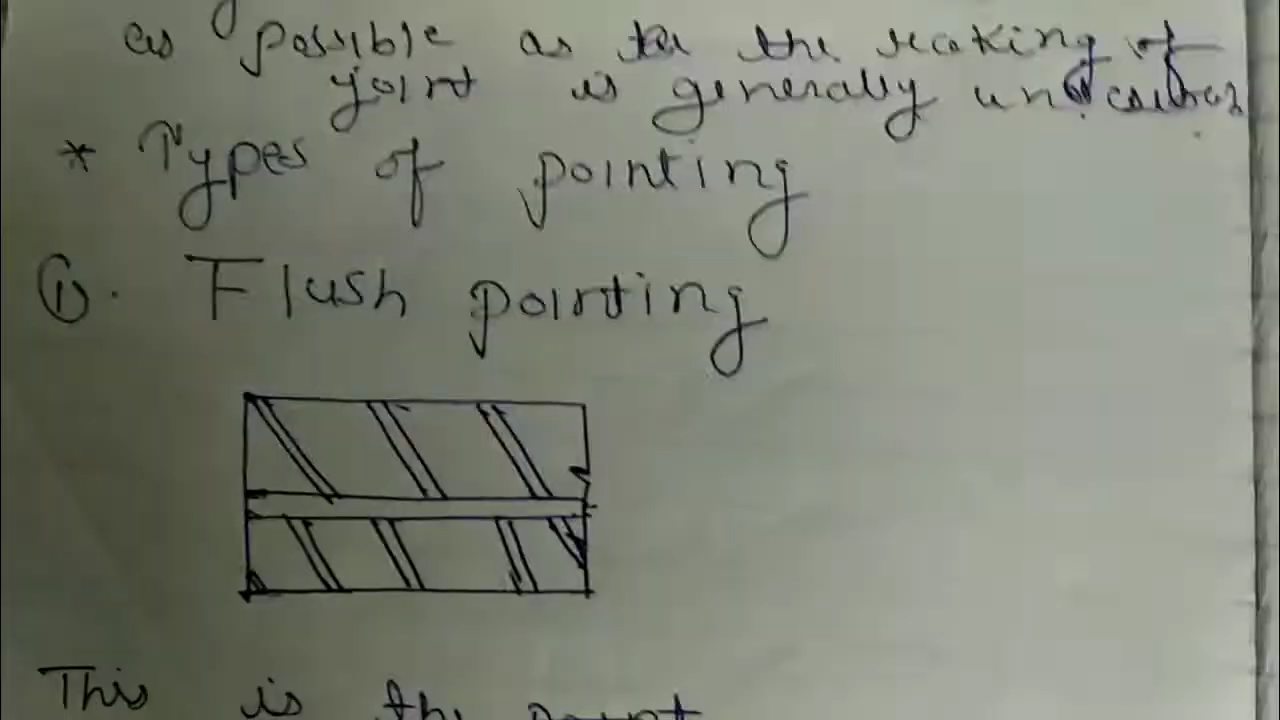 as possible as the the raking of
joint is generally
* Types of pointing
①. Flush pointing
This is the